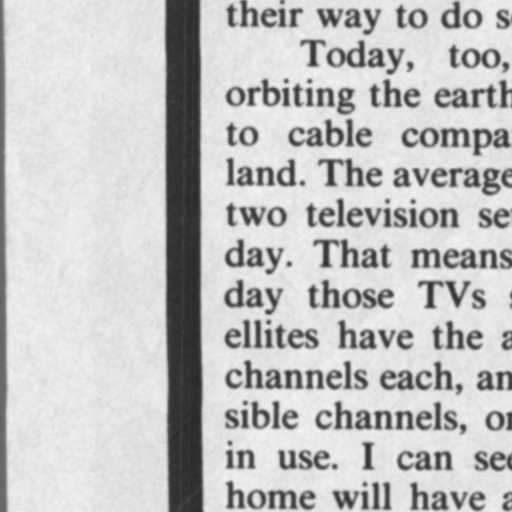 their way to do s
Today, too,
orbiting the earth
to cable compa
land. The average
two television se
day. That means
day those TVs s
ellites have the a
channels each, an
sible channels, or
in use. I can see
home will have a